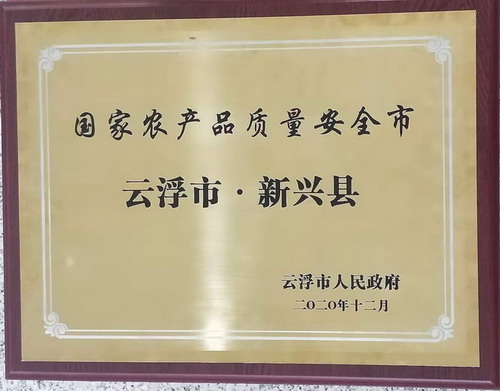 国家农产品质量安全市
云浮市·新兴县
云浮市人民政府
二〇二〇年十二月